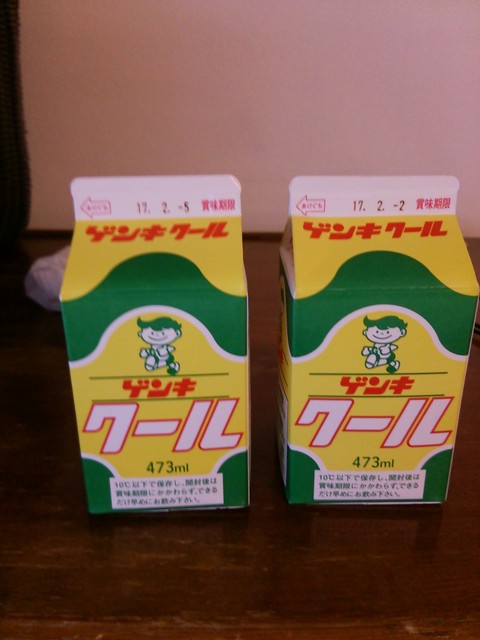 あけぐち 17. 2. -5 賞味期限
ゲンキクール
ゲンキ
クール
473ml
10℃以下で保存し、開封後は
賞味期限にかかわらず、できる
だけ早めにお飲み下さい。
あけぐち 17. 2. -2 賞味期限
ゲンキクール
ゲンキ
クール
473ml
10℃以下で保存し、開封後は
賞味期限にかかわらず、できる
だけ早めにお飲み下さい。